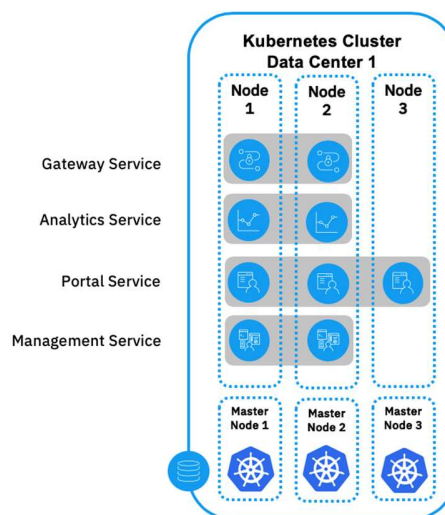 Kubernetes Cluster
Data Center 1
Node
1
Node
2
Node
3
Gateway Service
Analytics Service
Portal Service
Management Service
Master
Node 1
Master
Node 2
Master
Node 3